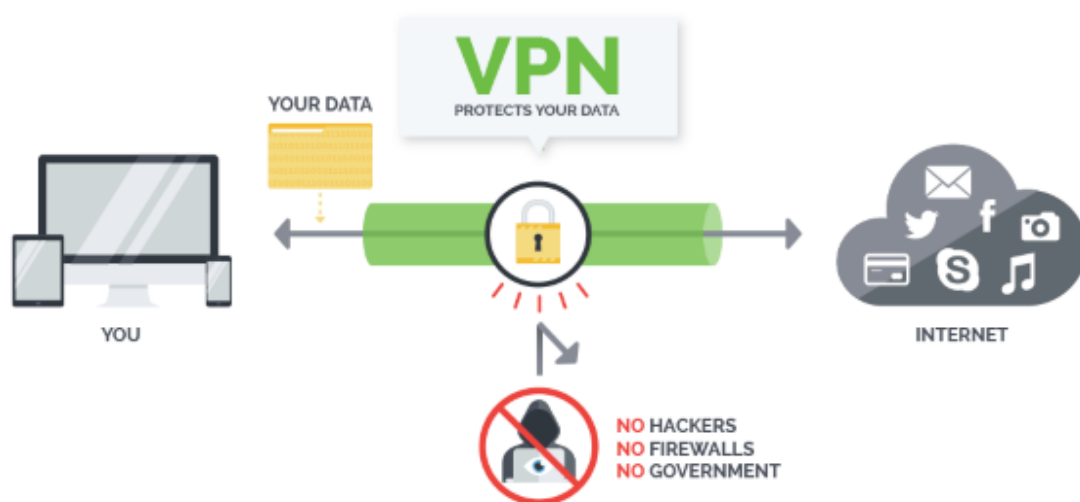 VPN
PROTECTS YOUR DATA
YOUR DATA
YOU
INTERNET
NO HACKERS
NO FIREWALLS
NO GOVERNMENT